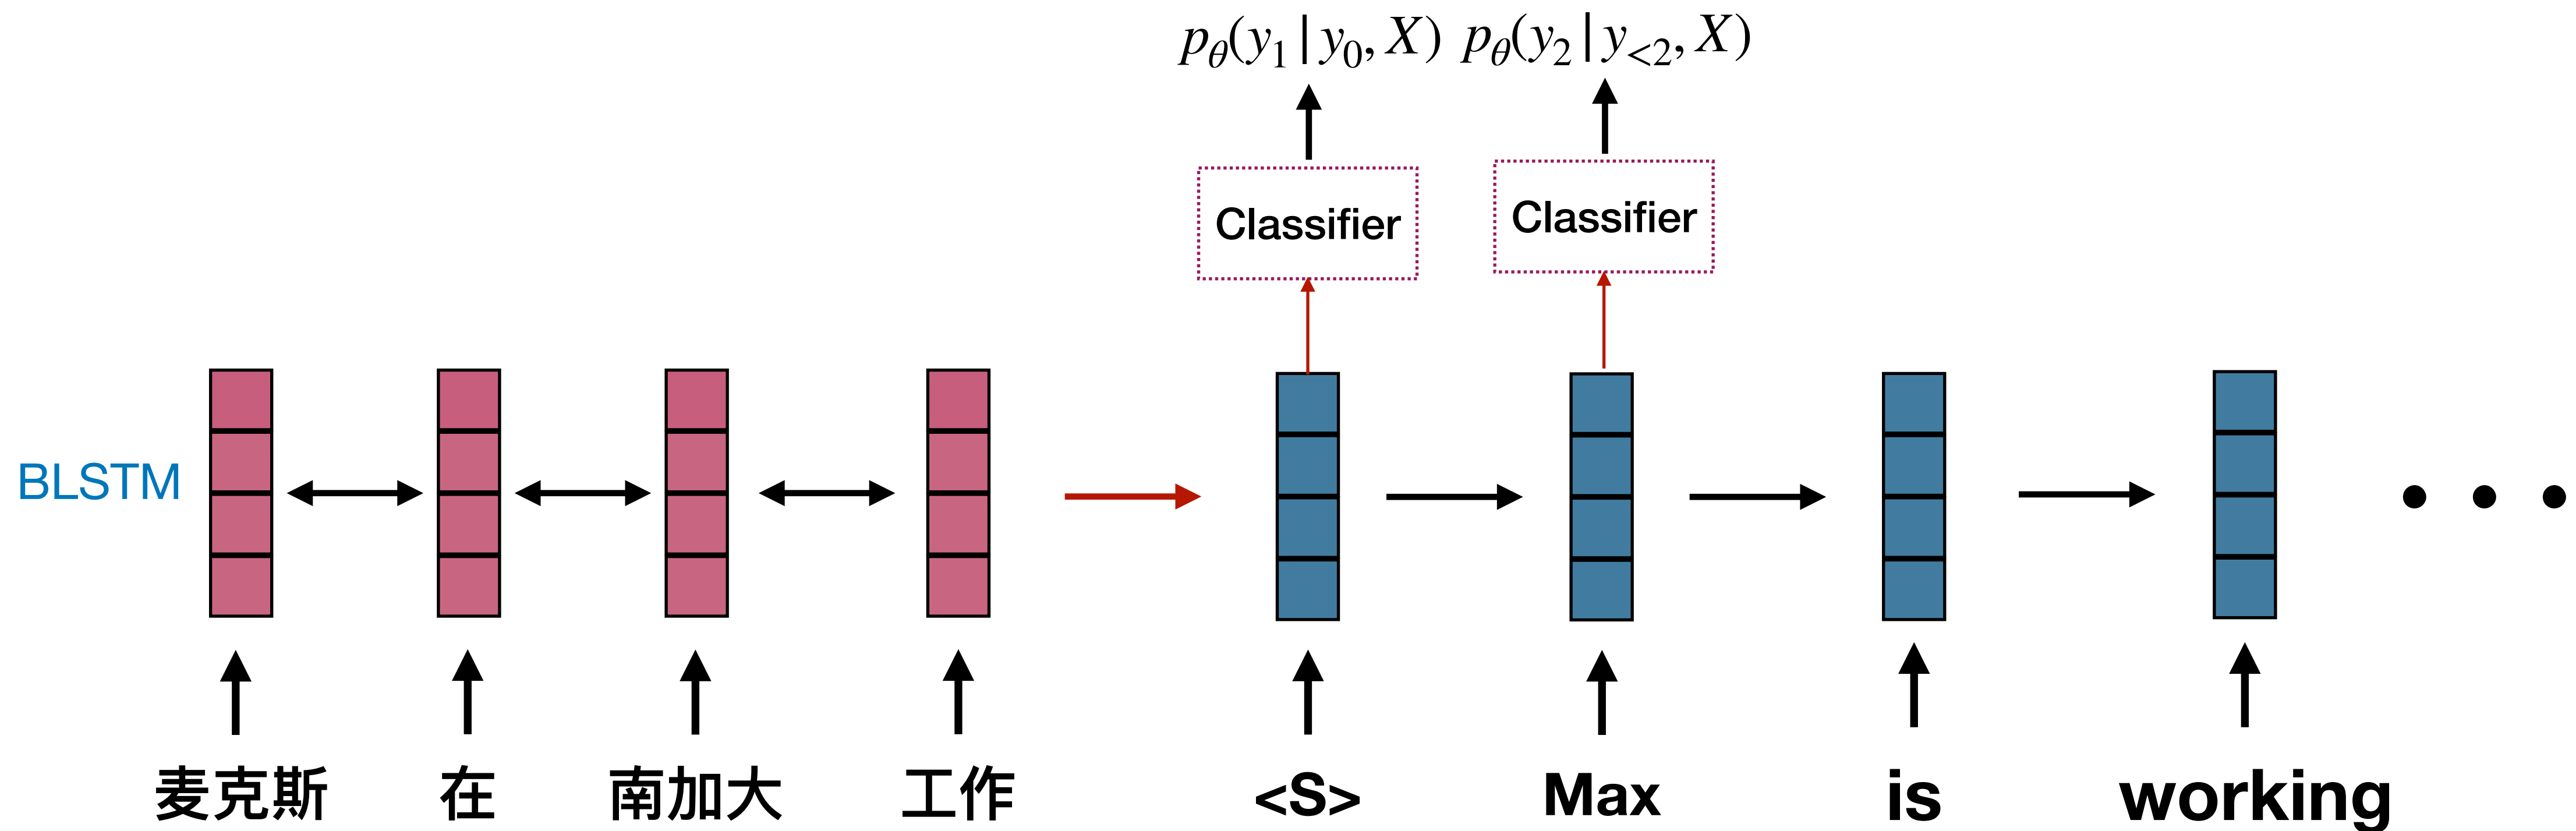 pθ(y1 | y0, X) pθ(y2 | y<2, X)
Classifier Classifier
BLSTM
麦克斯 在 南加大 工作 <S> Max is working